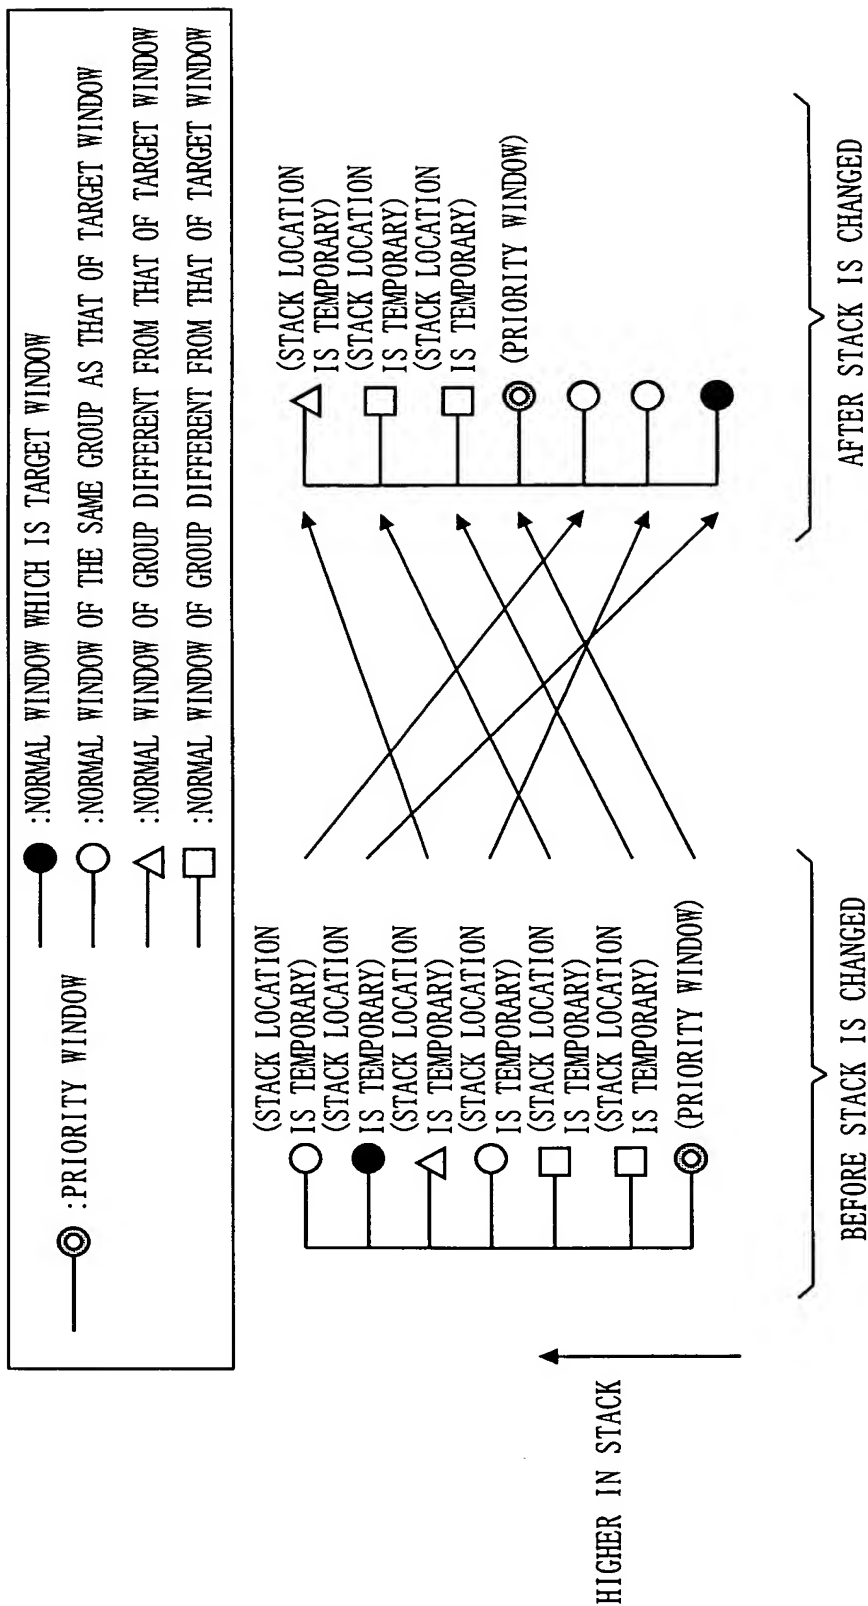 :PRIORITY WINDOW
:NORMAL WINDOW WHICH IS TARGET WINDOW
:NORMAL WINDOW OF THE SAME GROUP AS THAT OF TARGET WINDOW
:NORMAL WINDOW OF GROUP DIFFERENT FROM THAT OF TARGET WINDOW
:NORMAL WINDOW OF GROUP DIFFERENT FROM THAT OF TARGET WINDOW
HIGHER IN STACK
(STACK LOCATION
IS TEMPORARY)
(STACK LOCATION
IS TEMPORARY)
(STACK LOCATION
IS TEMPORARY)
(STACK LOCATION
IS TEMPORARY)
(STACK LOCATION
IS TEMPORARY)
(STACK LOCATION
IS TEMPORARY)
(PRIORITY WINDOW)
BEFORE STACK IS CHANGED
(STACK LOCATION
IS TEMPORARY)
(STACK LOCATION
IS TEMPORARY)
(STACK LOCATION
IS TEMPORARY)
(PRIORITY WINDOW)
AFTER STACK IS CHANGED